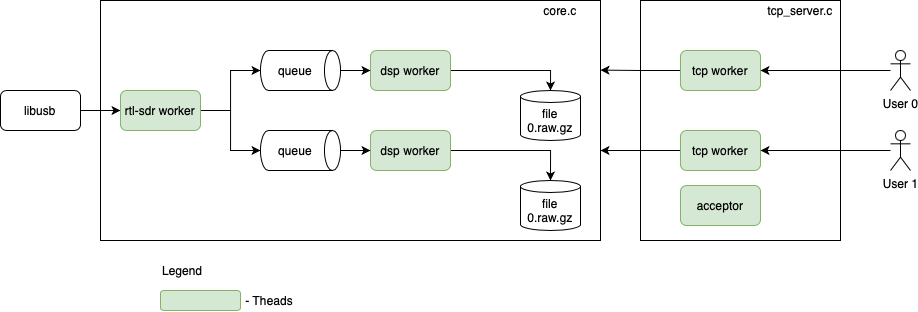 core.c
tcp_server.c
queue
dsp worker
tcp worker
User 0
libusb
rtl-sdr worker
file
0.raw.gz
queue
dsp worker
tcp worker
User 1
file
0.raw.gz
acceptor
Legend
- Theads